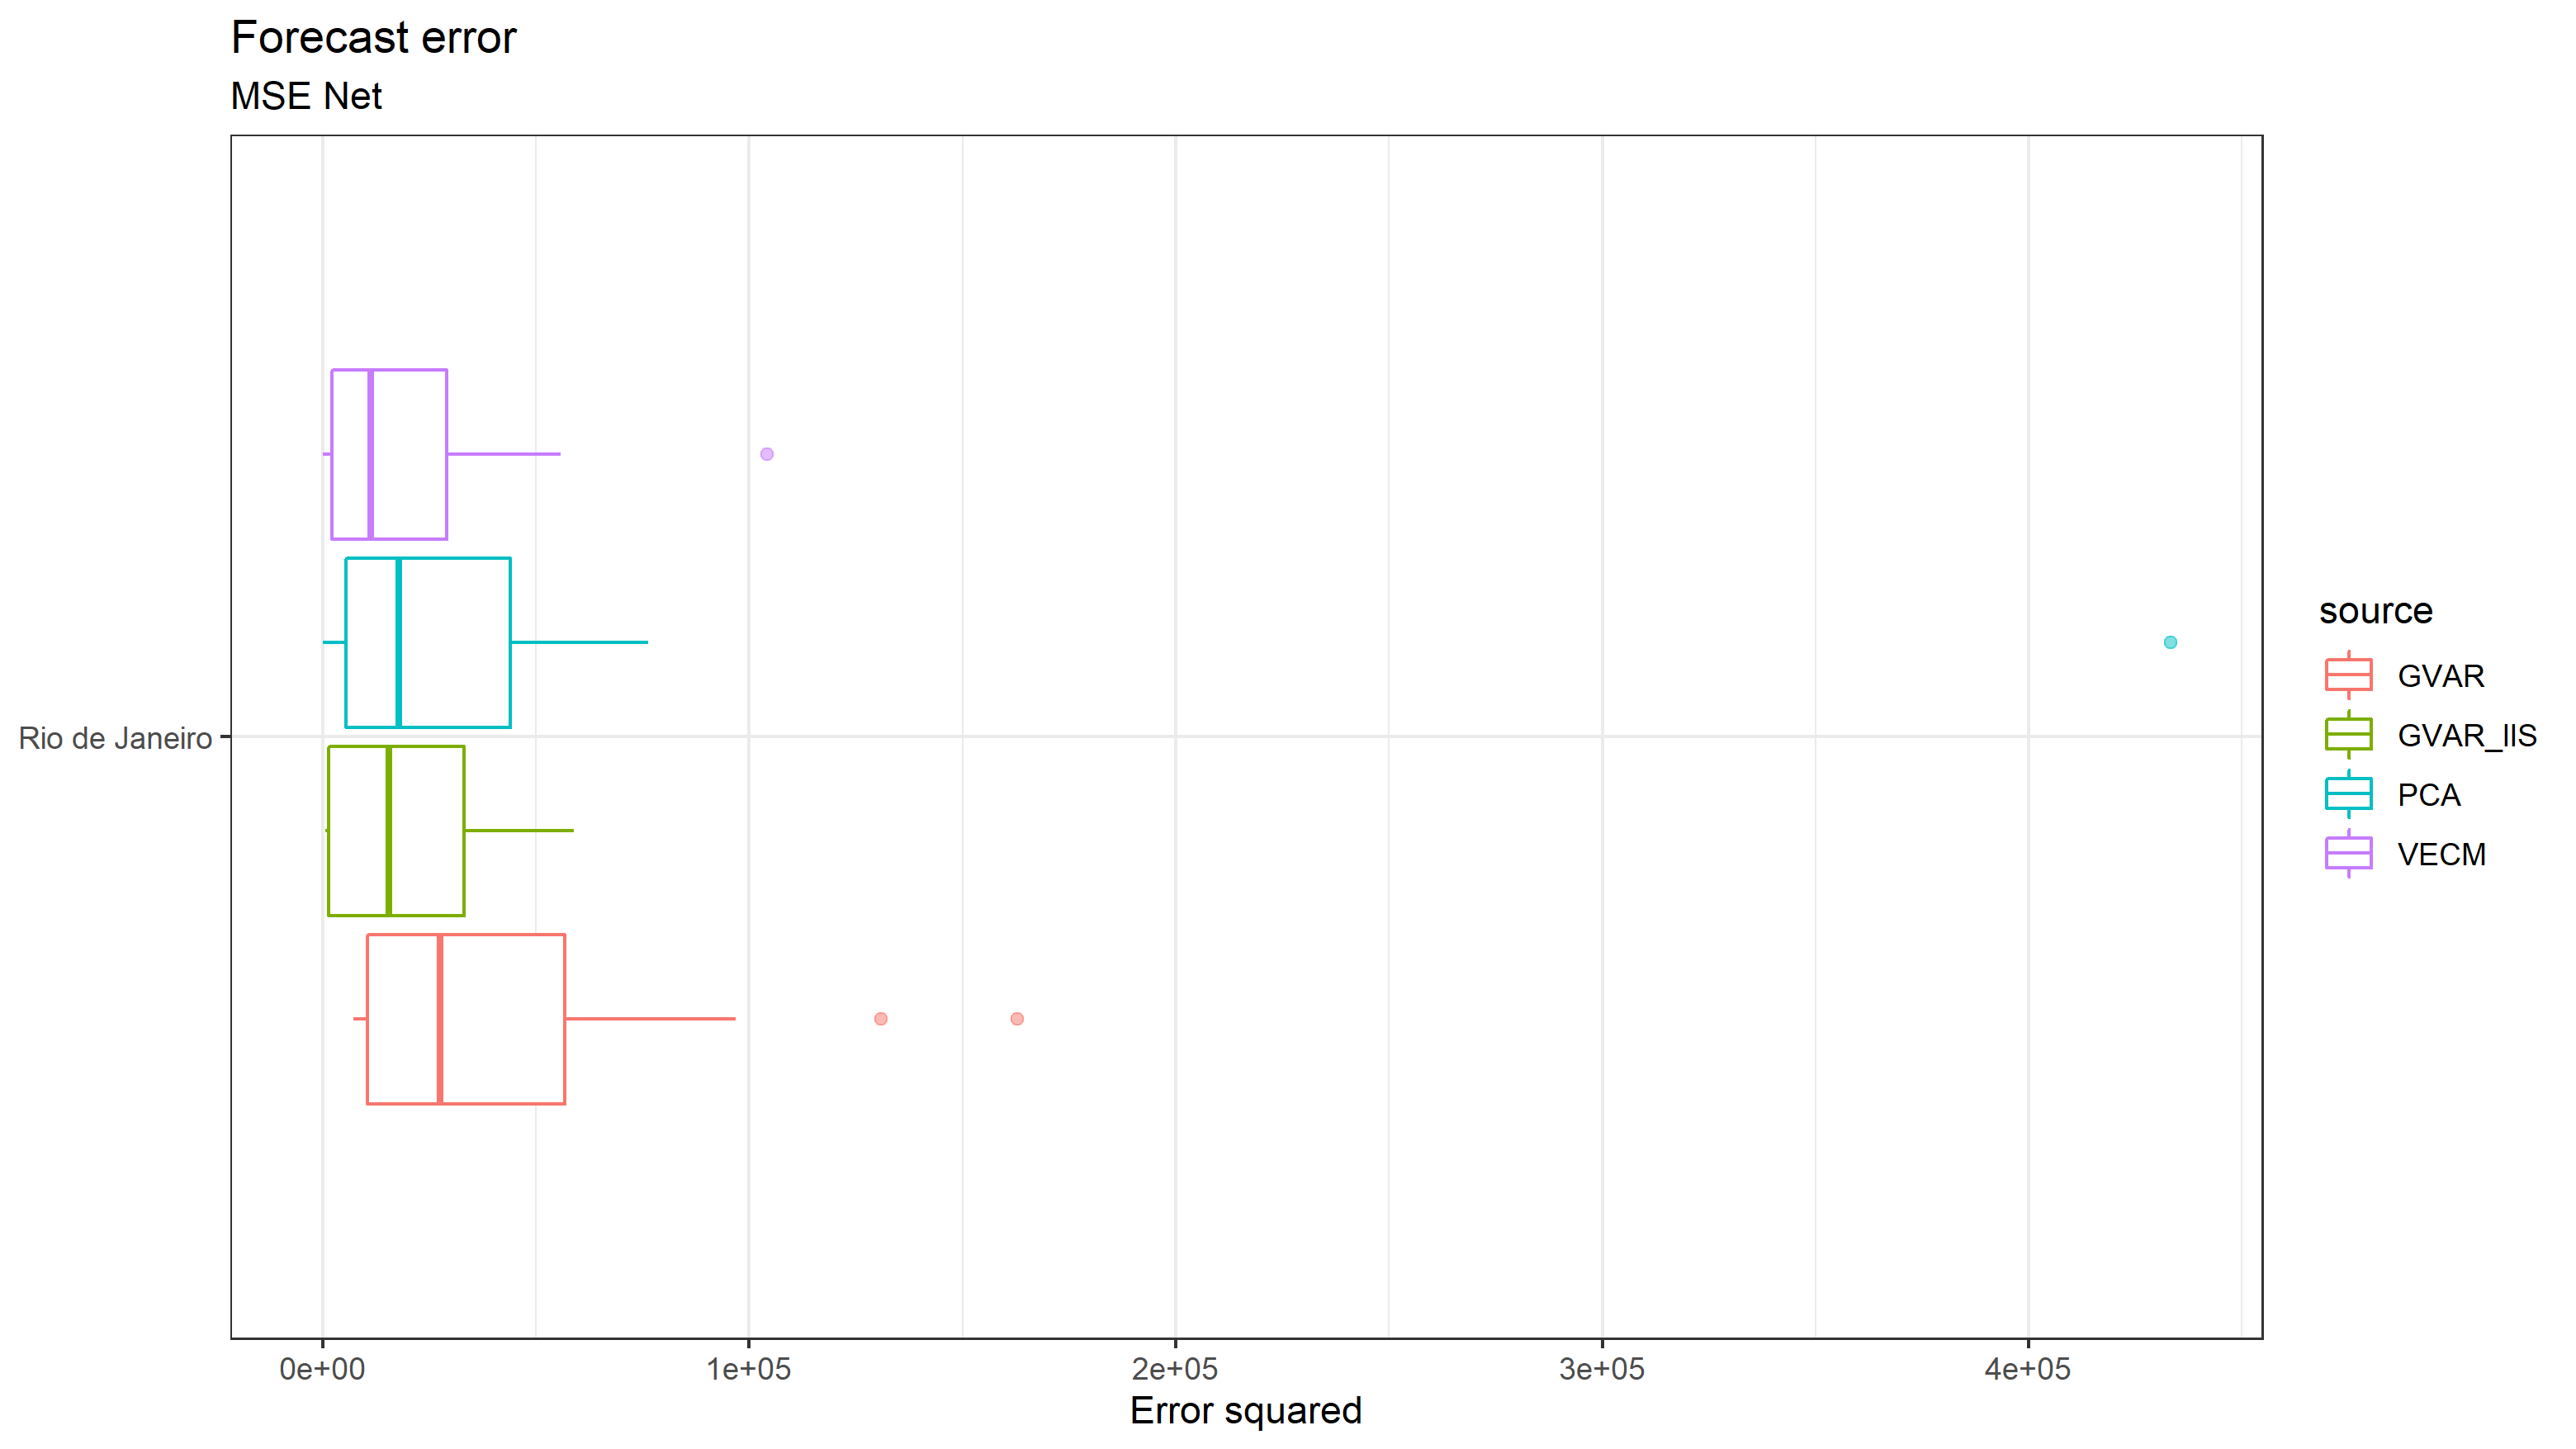 Forecast error
MSE Net
Rio de Janeiro
0e+00
1e+05
2e+05
3e+05
4e+05
Error squared
source
GVAR
GVAR_IIS
PCA
VECM